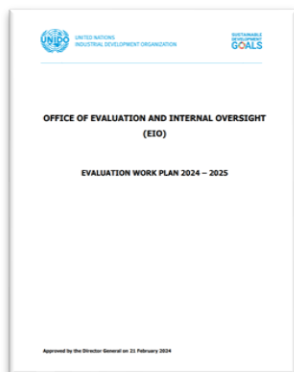 UNIDO
UNITED NATIONS
INDUSTRIAL DEVELOPMENT ORGANIZATION
SUSTAINABLE
DEVELOPMENT
GOALS
OFFICE OF EVALUATION AND INTERNAL OVERSIGHT
(EIO)
EVALUATION WORK PLAN 2024 – 2025
Approved by the Director General on 21 February 2024